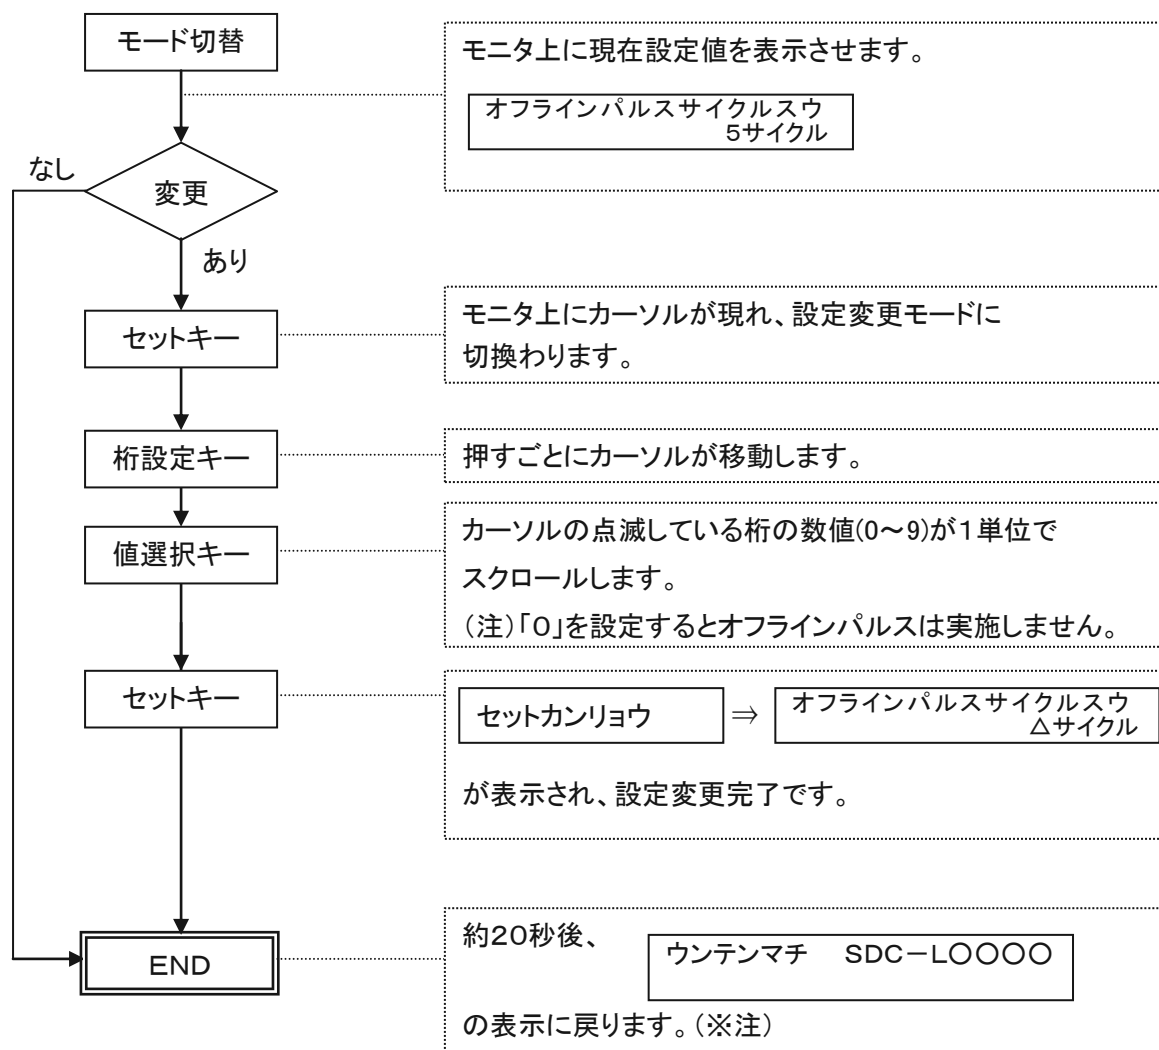 モード切替
モニタ上に現在設定値を表示させます。
オフラインパルスサイクルスウ
5サイクル
なし
変更
あり
セットキー
モニタ上にカーソルが現れ、設定変更モードに
切換わります。
桁設定キー
押すごとにカーソルが移動します。
値選択キー
カーソルの点滅している桁の数値(0～9)が１単位で
スクロールします。
（注）「０」を設定するとオフラインパルスは実施しません。
セットキー
セットカンリョウ ⇒ オフラインパルスサイクルスウ
△サイクル
が表示され、設定変更完了です。
END
約２０秒後、
ウンテンマチ　ＳＤＣ－Ｌ〇〇〇〇
の表示に戻ります。（※注）